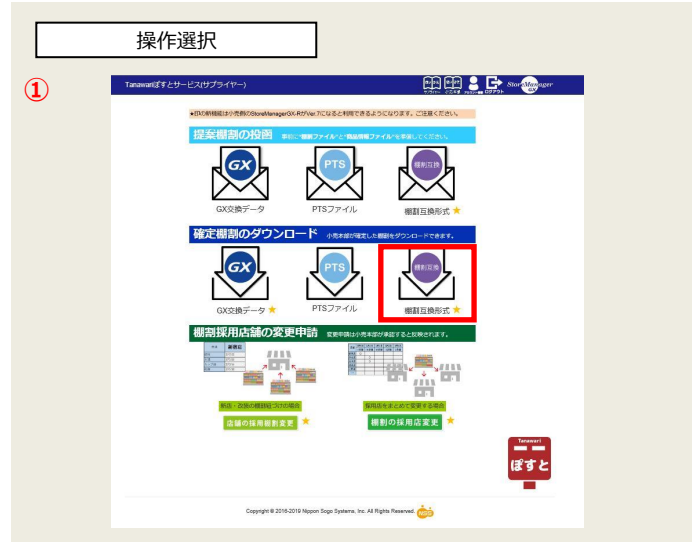 操作選択
①
Tanawariぽすとサービス(サプライヤー)
StoreManager GX
●印の新機能は小売側のStoreManagerGX-RがVer.7になると利用できるようになります。ご注意ください。
提案棚割の投函 事前に"棚割ファイル"と"商品情報ファイル"を準備してください。
GX
PTS
棚割互換
GX交換データ
PTSファイル
棚割互換形式 ★
確定棚割のダウンロード 小売本部が確定した棚割をダウンロードできます。
GX
PTS
棚割互換
GX交換データ ★
PTSファイル
棚割互換形式 ★
棚割採用店舗の変更申請 変更申請は小売本部が承認すると反映されます。
新店・改装の棚割紐づけの場合
採用店をまとめて変更する場合
店舗の採用棚割変更 ★
棚割の採用店変更 ★
Tanawari
ぽすと
Copyright © 2016-2019 Nippon Sogo Systems, Inc. All Rights Reserved.
NSS